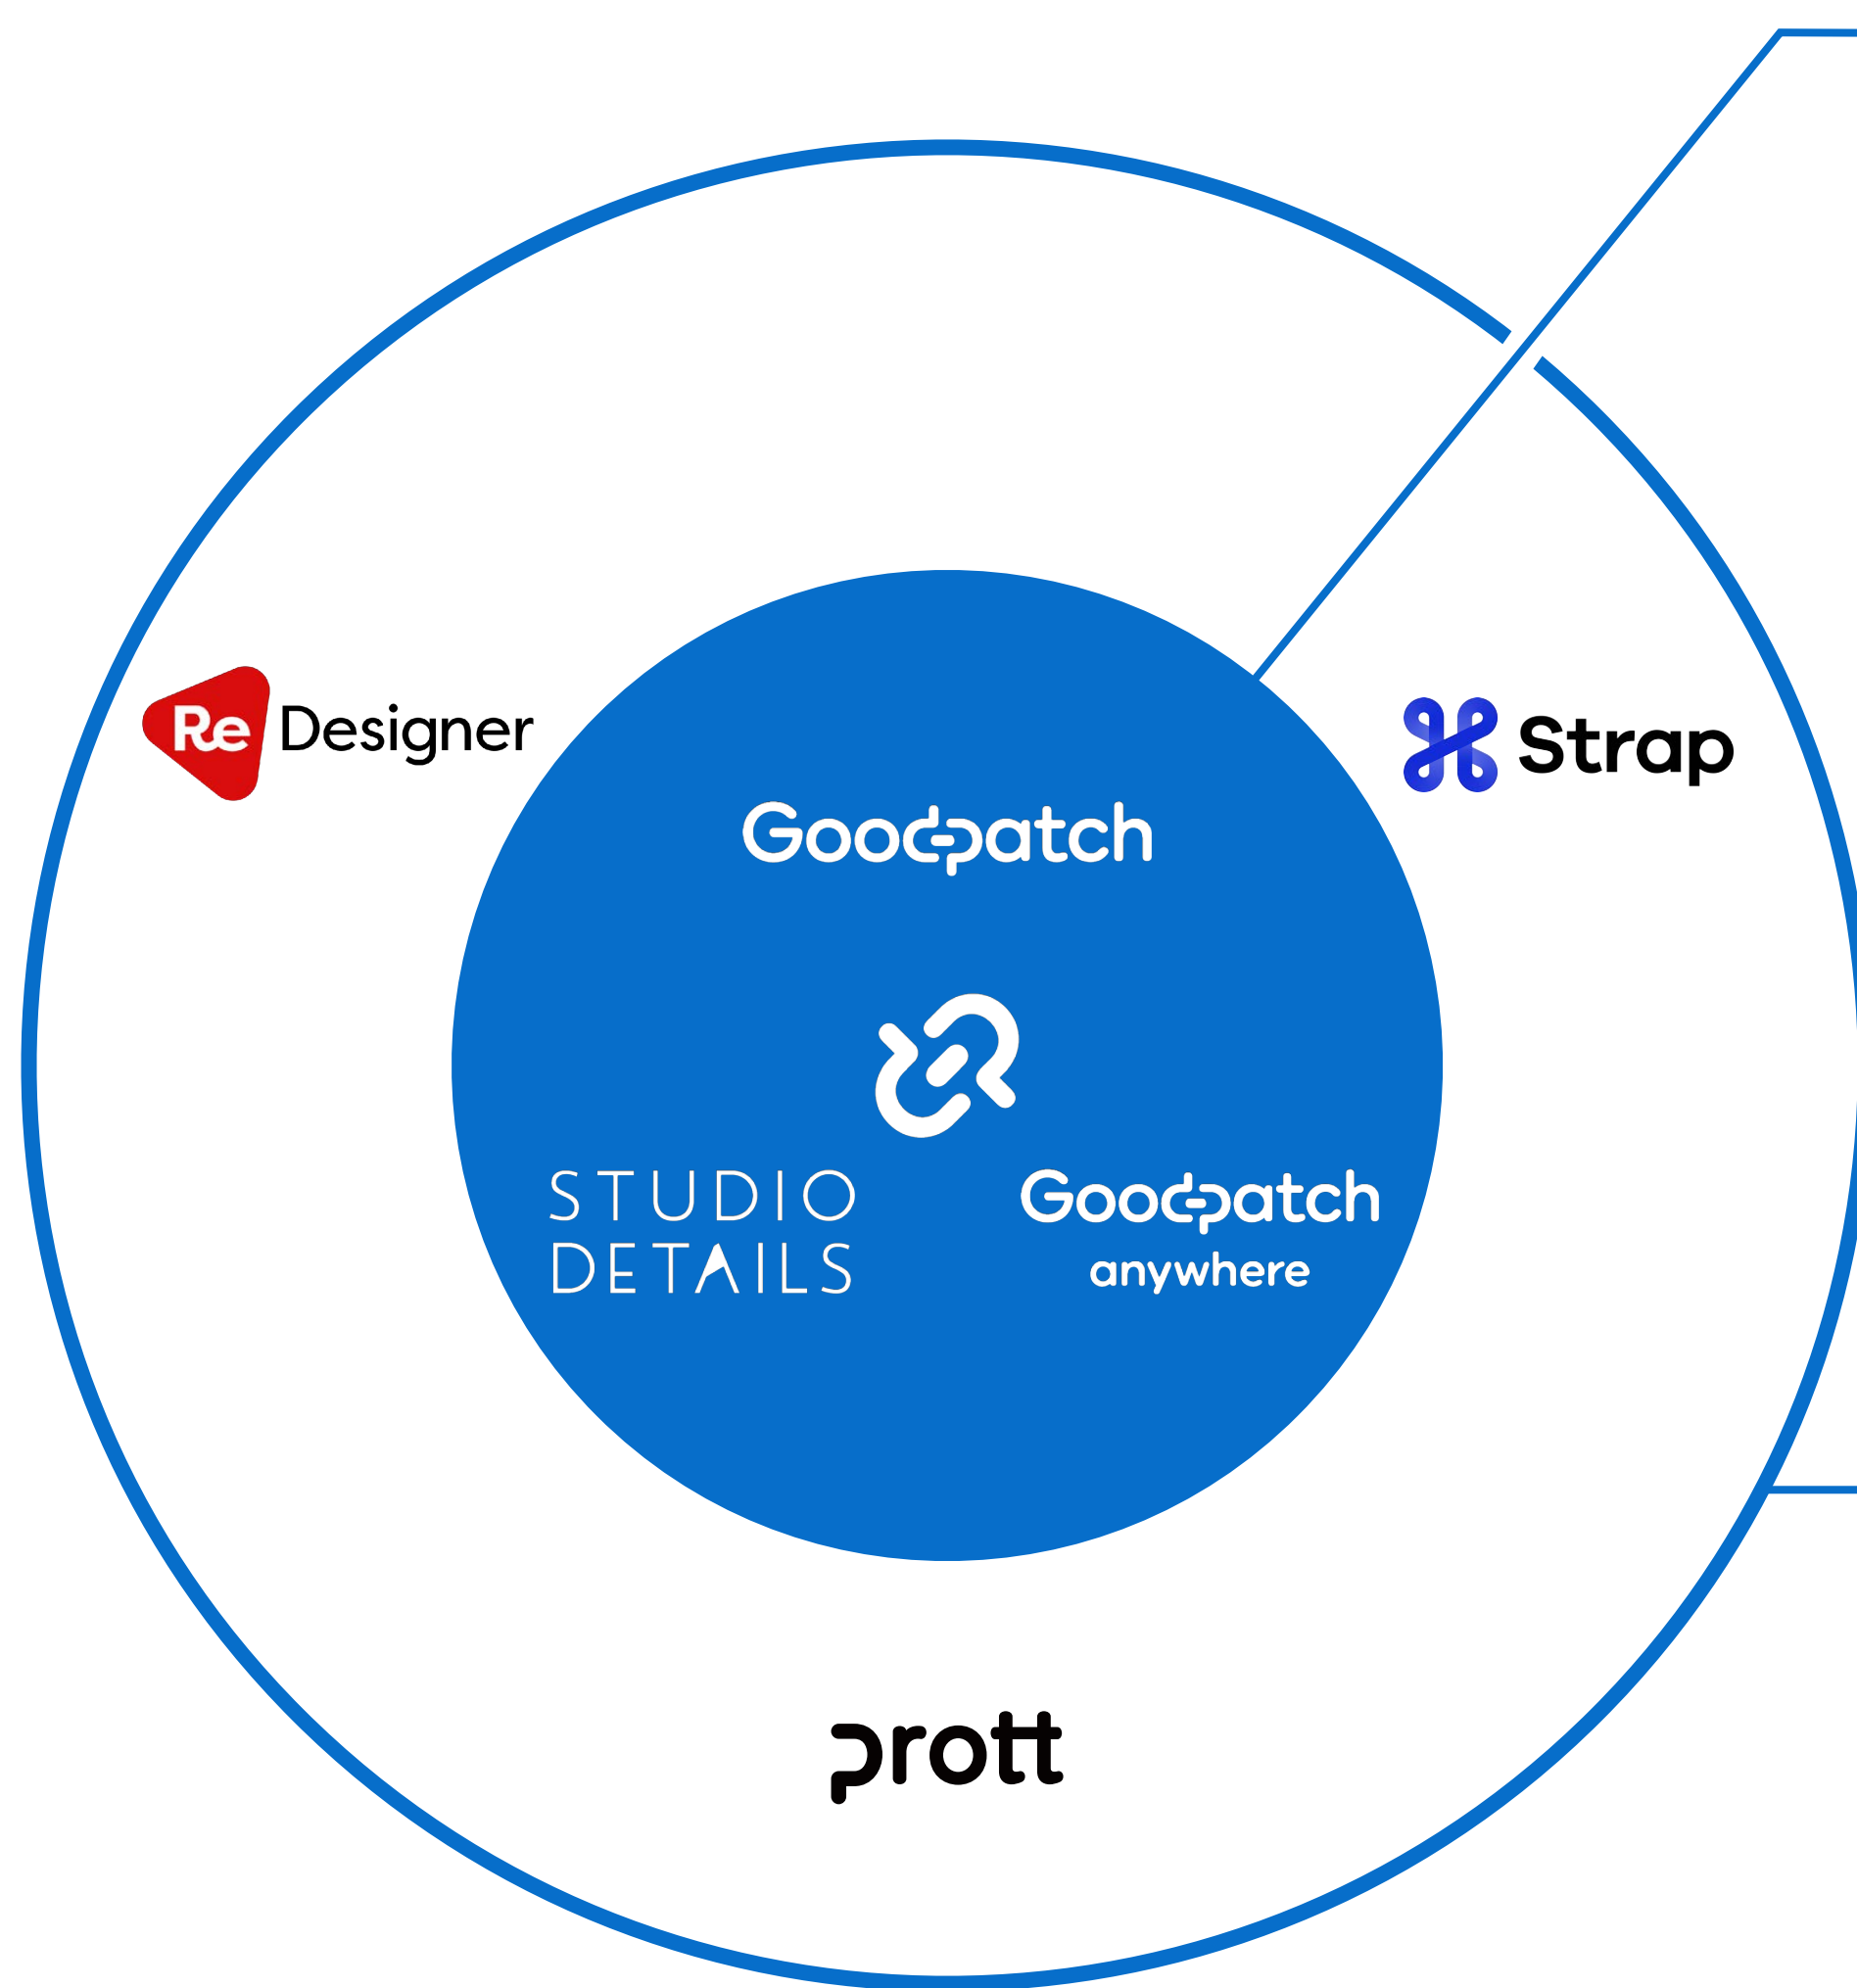 Re Designer
Strap
Goodpatch
STUDIO
DETAILS
Goodpatch
anywhere
prott